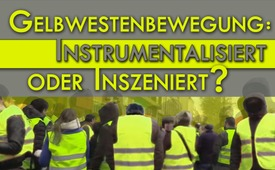 GELBWESTENBEWEGUNG:
INSTRUMENTALISIERT
ODER INSZENIERT?